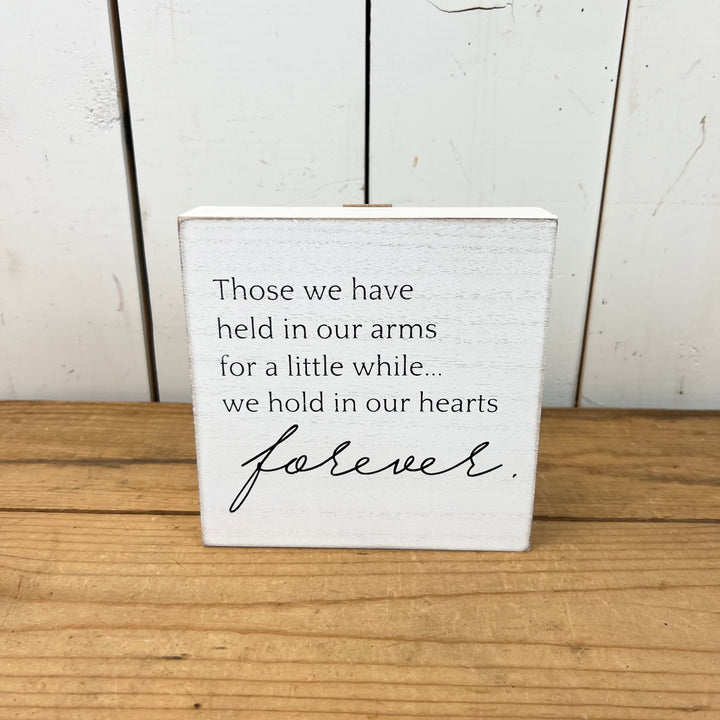 Those we have
held in our arms
for a little while...
we hold in our hearts
forever.